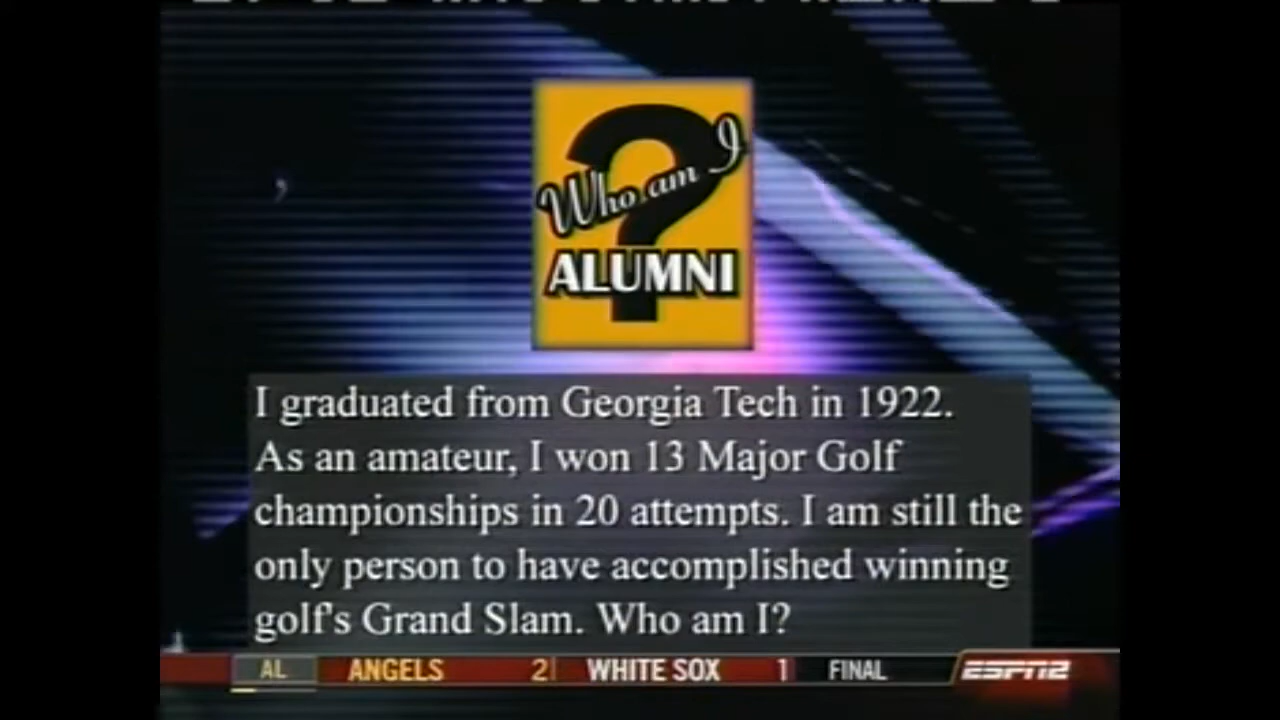 Who am I
?
ALUMNI
I graduated from Georgia Tech in 1922.
As an amateur, I won 13 Major Golf
championships in 20 attempts. I am still the
only person to have accomplished winning
golf's Grand Slam. Who am I?
AL ANGELS 2 WHITE SOX 1 FINAL ESPN2